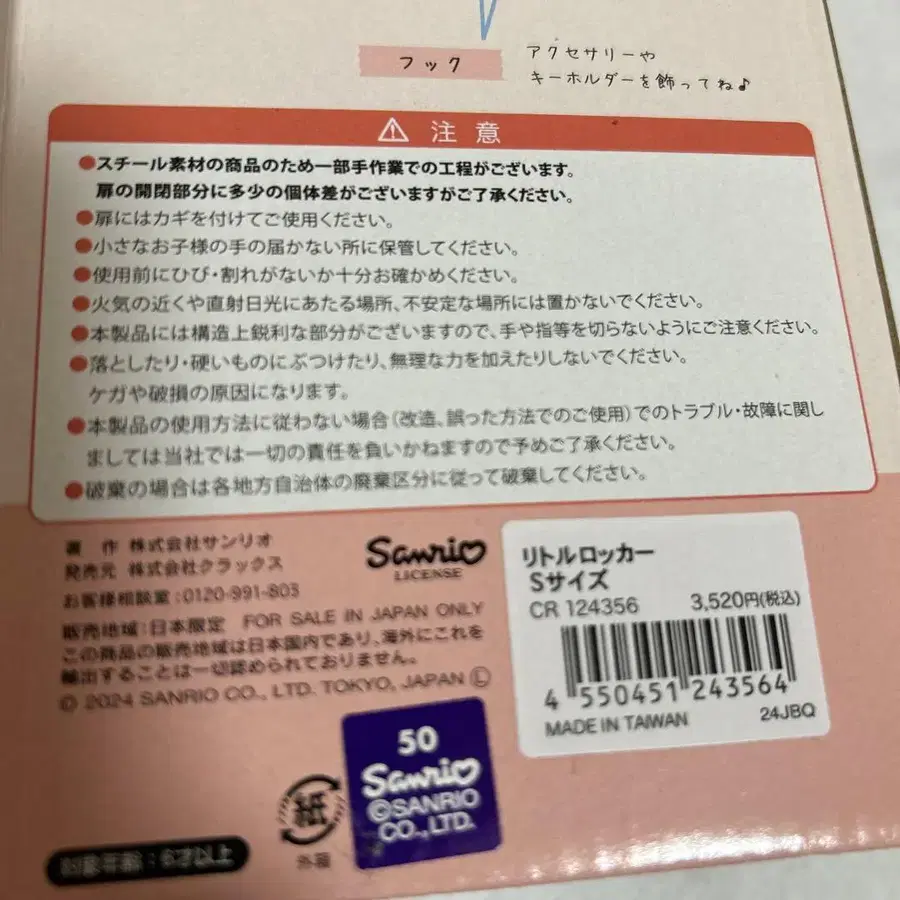 フック
アクセサリーや
キーホルダーを飾ってね♪
注意
●スチール素材の商品のため一部手作業での工程がございます。
扉の開閉部分に多少の個体差がございますがご了承ください。
●扉にはカギを付けてご使用ください。
●小さなお子様の手の届かない所に保管してください。
●使用前にひび・割れがないか十分お確かめください。
●火気の近くや直射日光にあたる場所、不安定な場所には置かないでください。
●本製品には構造上鋭利な部分がございますので、手や指等を切らないようにご注意ください。
●落としたり・硬いものにぶつけたり、無理な力を加えたりしないでください。
ケガや破損の原因になります。
●本製品の使用方法に従わない場合(改造、誤った方法でのご使用)でのトラブル・故障に関し
ましては当社では一切の責任を負いかねますので予めご了承ください。
●破棄の場合は各地方自治体の廃棄区分に従って破棄してください。
著 作 株式会社サンリオ
発売元 株式会社クラックス
お客様相談室:0120-991-803
販売地域:日本限定 FOR SALE IN JAPAN ONLY
この商品の販売地域は日本国内であり、海外にこれを
輸出することは一切認められておりません。
© 2024 SANRIO CO., LTD. TOKYO, JAPAN Ⓛ
Sanrio
LICENSE
リトルロッカー
Sサイズ
CR 124356 3,520円(税込)
4 550451 243564
MADE IN TAIWAN 24JBQ
50
Sanrio
©SANRIO
CO., LTD.
紙
外箱
対象年齢:6才以上